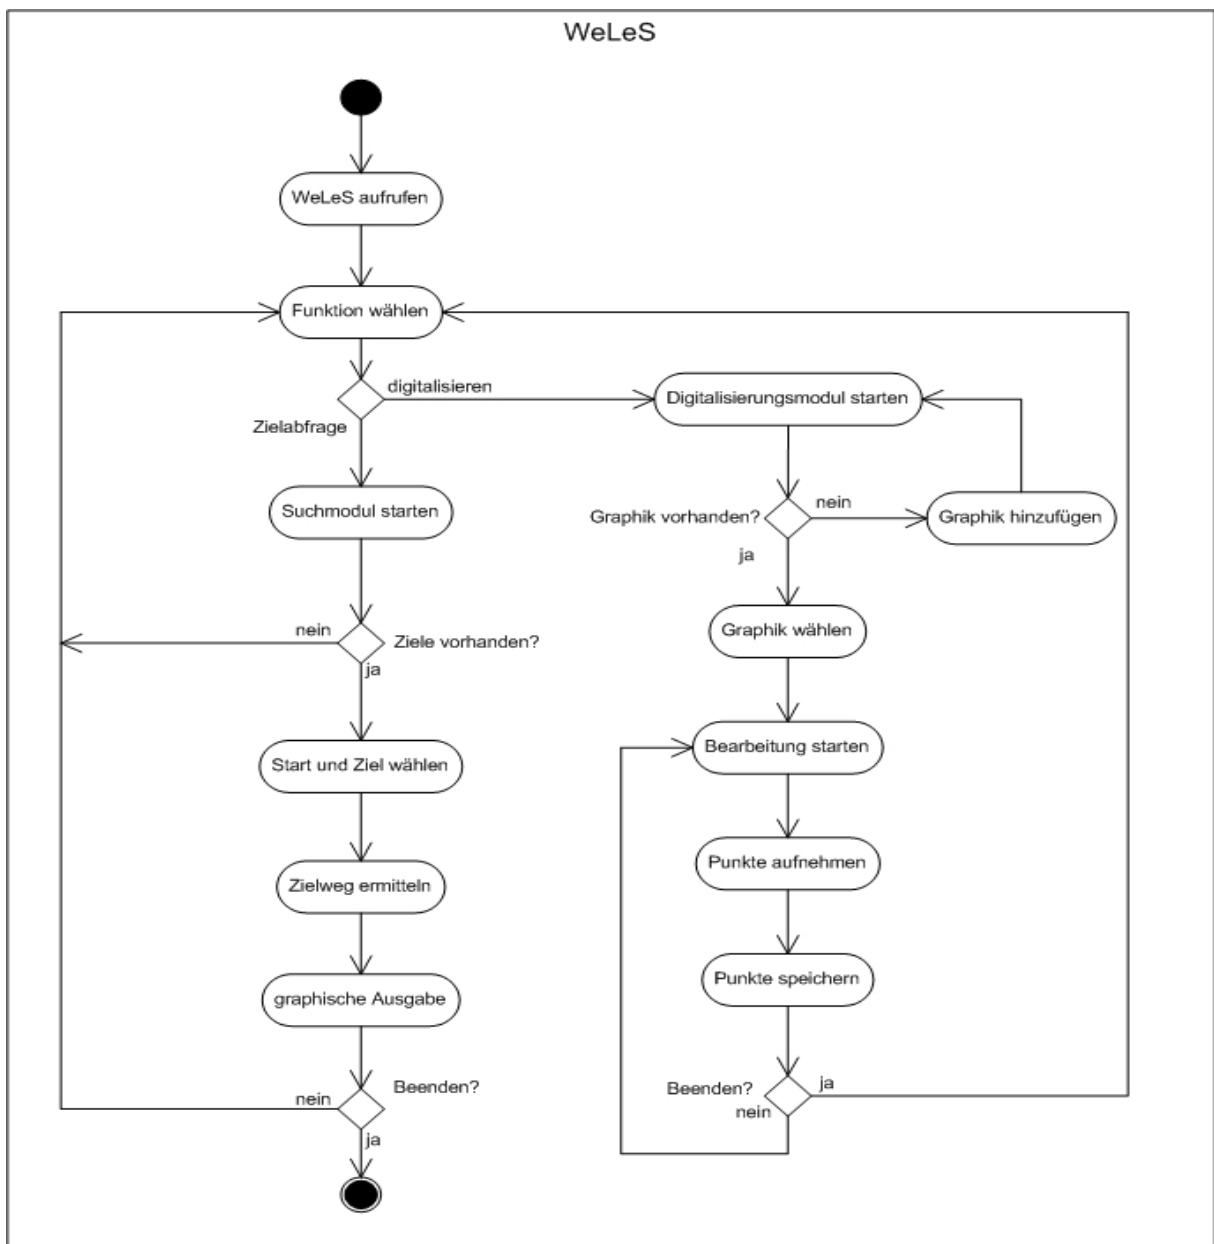 WeLeS
WeLeS aufrufen
Funktion wählen
digitalisieren
Zielabfrage
Suchmodul starten
nein
Ziele vorhanden?
ja
Start und Ziel wählen
Zielweg ermitteln
graphische Ausgabe
Beenden?
nein
ja
Digitalisierungsmodul starten
Graphik vorhanden?
nein
Graphik hinzufügen
ja
Graphik wählen
Bearbeitung starten
Punkte aufnehmen
Punkte speichern
Beenden?
ja
nein